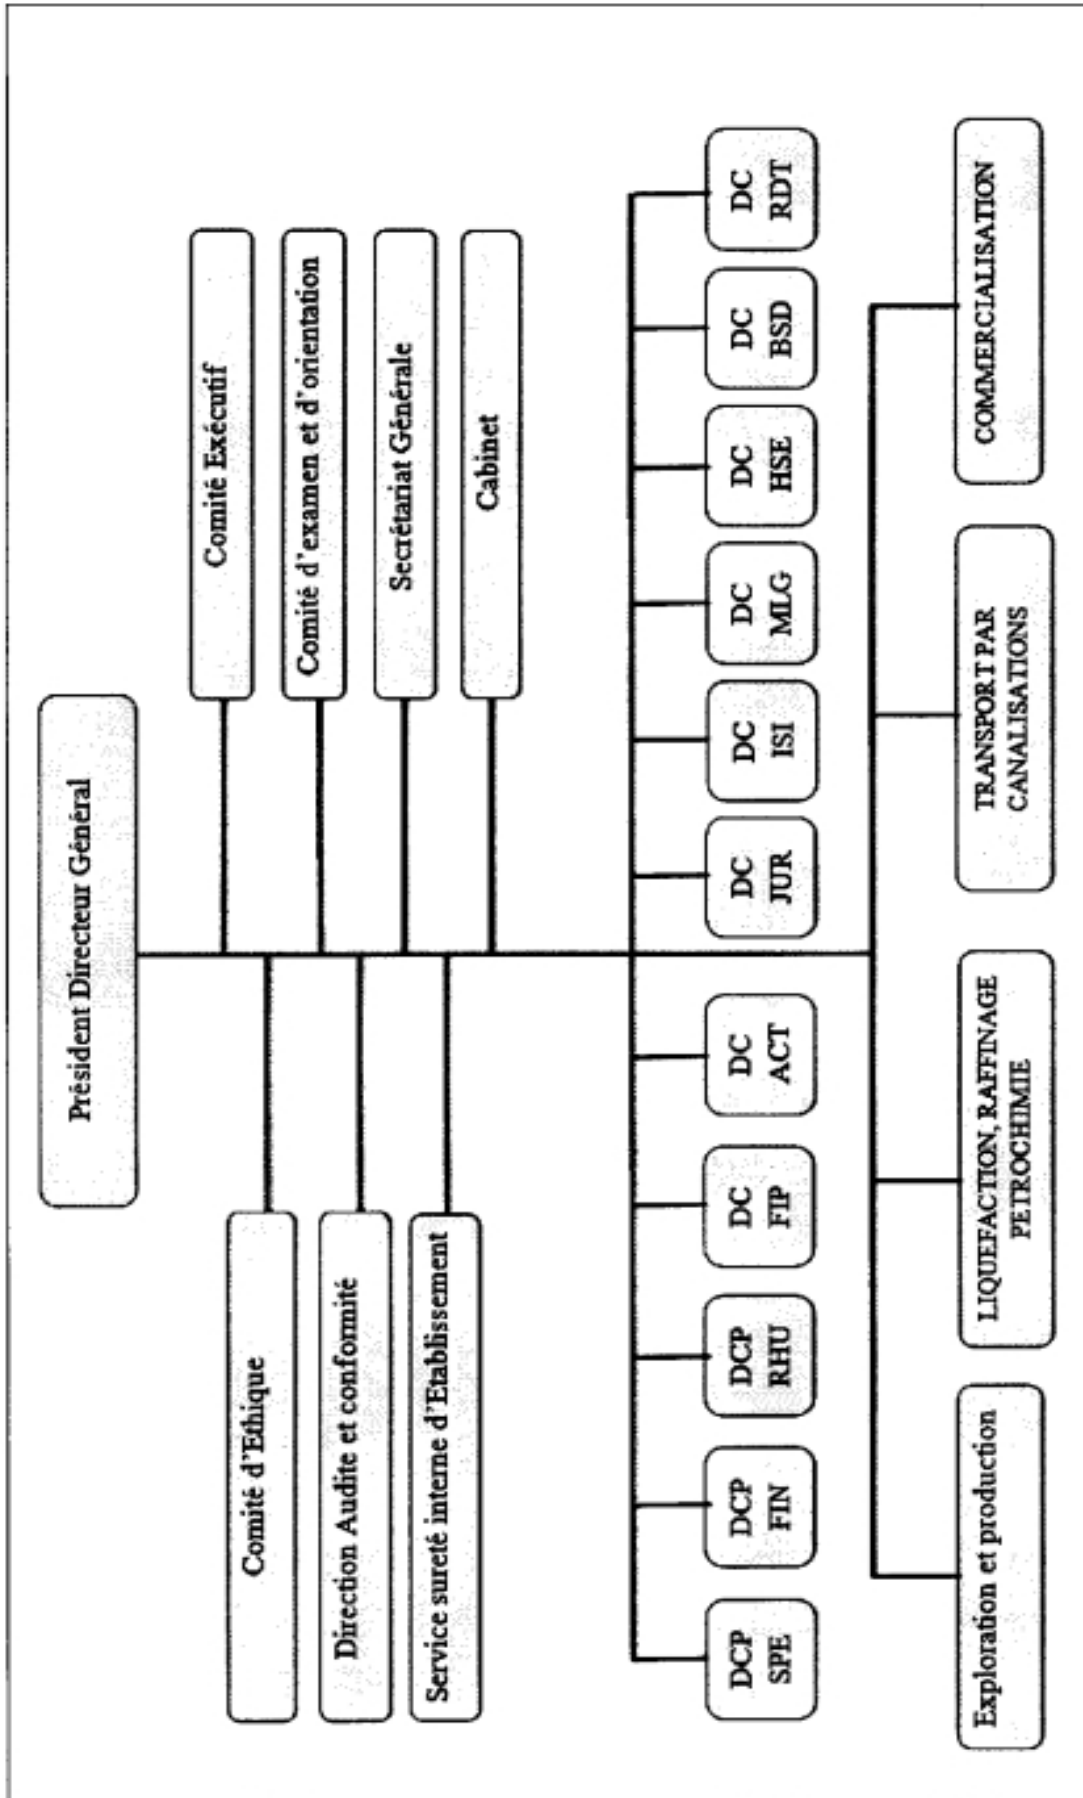 Président Directeur Général
Comité Exécutif
Comité d'Ethique
Comité d'examen et d'orientation
Direction Audite et conformité
Secrétariat Générale
Service sureté interne d'Etablissement
Cabinet
DCP
SPE
DCP
FIN
DCP
RHU
DC
FIP
DC
ACT
DC
JUR
DC
ISI
DC
MLG
DC
HSE
DC
BSD
DC
RDT
Exploration et production
LIQUEFACTION, RAFFINAGE
PETROCHIMIE
TRANSPORT PAR
CANALISATIONS
COMMERCIALISATION